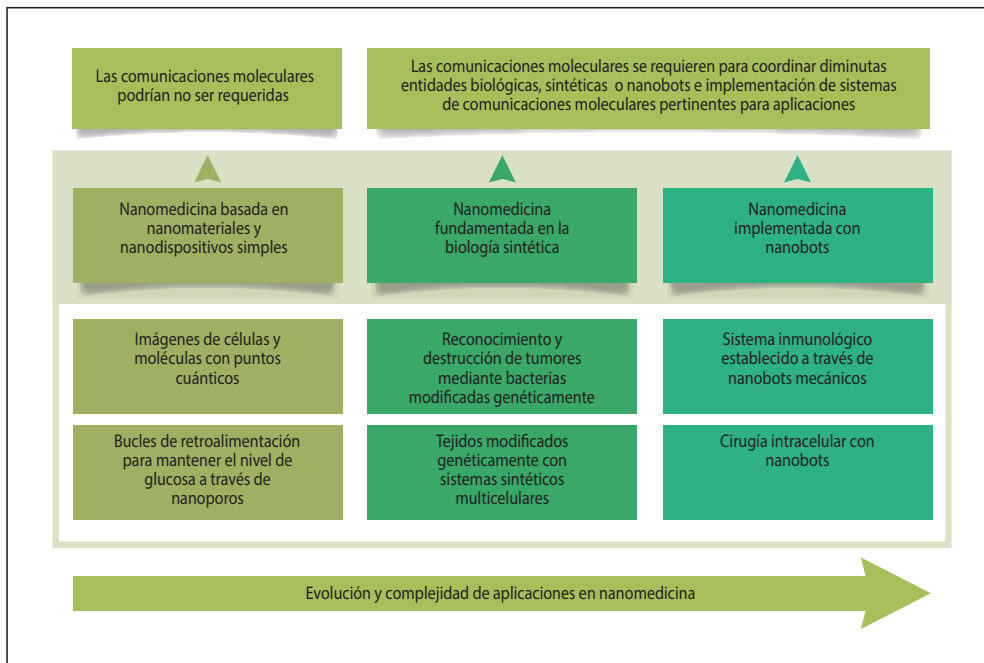 Las comunicaciones moleculares
podrían no ser requeridas
Las comunicaciones moleculares se requieren para coordinar diminutas
entidades biológicas, sintéticas o nanobots e implementación de sistemas
de comunicaciones moleculares pertinentes para aplicaciones
Nanomedicina basada en
nanomateriales y
nanodispositivos simples
Nanomedicina
fundamentada en la
biología sintética
Nanomedicina
implementada con
nanobots
Imágenes de células y
moléculas con puntos
cuánticos
Reconocimiento y
destrucción de tumores
mediante bacterias
modificadas genéticamente
Sistema inmunológico
establecido a través de
nanobots mecánicos
Bucles de retroalimentación
para mantener el nivel de
glucosa a través de
nanoporos
Tejidos modificados
genéticamente con
sistemas sintéticos
multicelulares
Cirugía intracelular con
nanobots
Evolución y complejidad de aplicaciones en nanomedicina